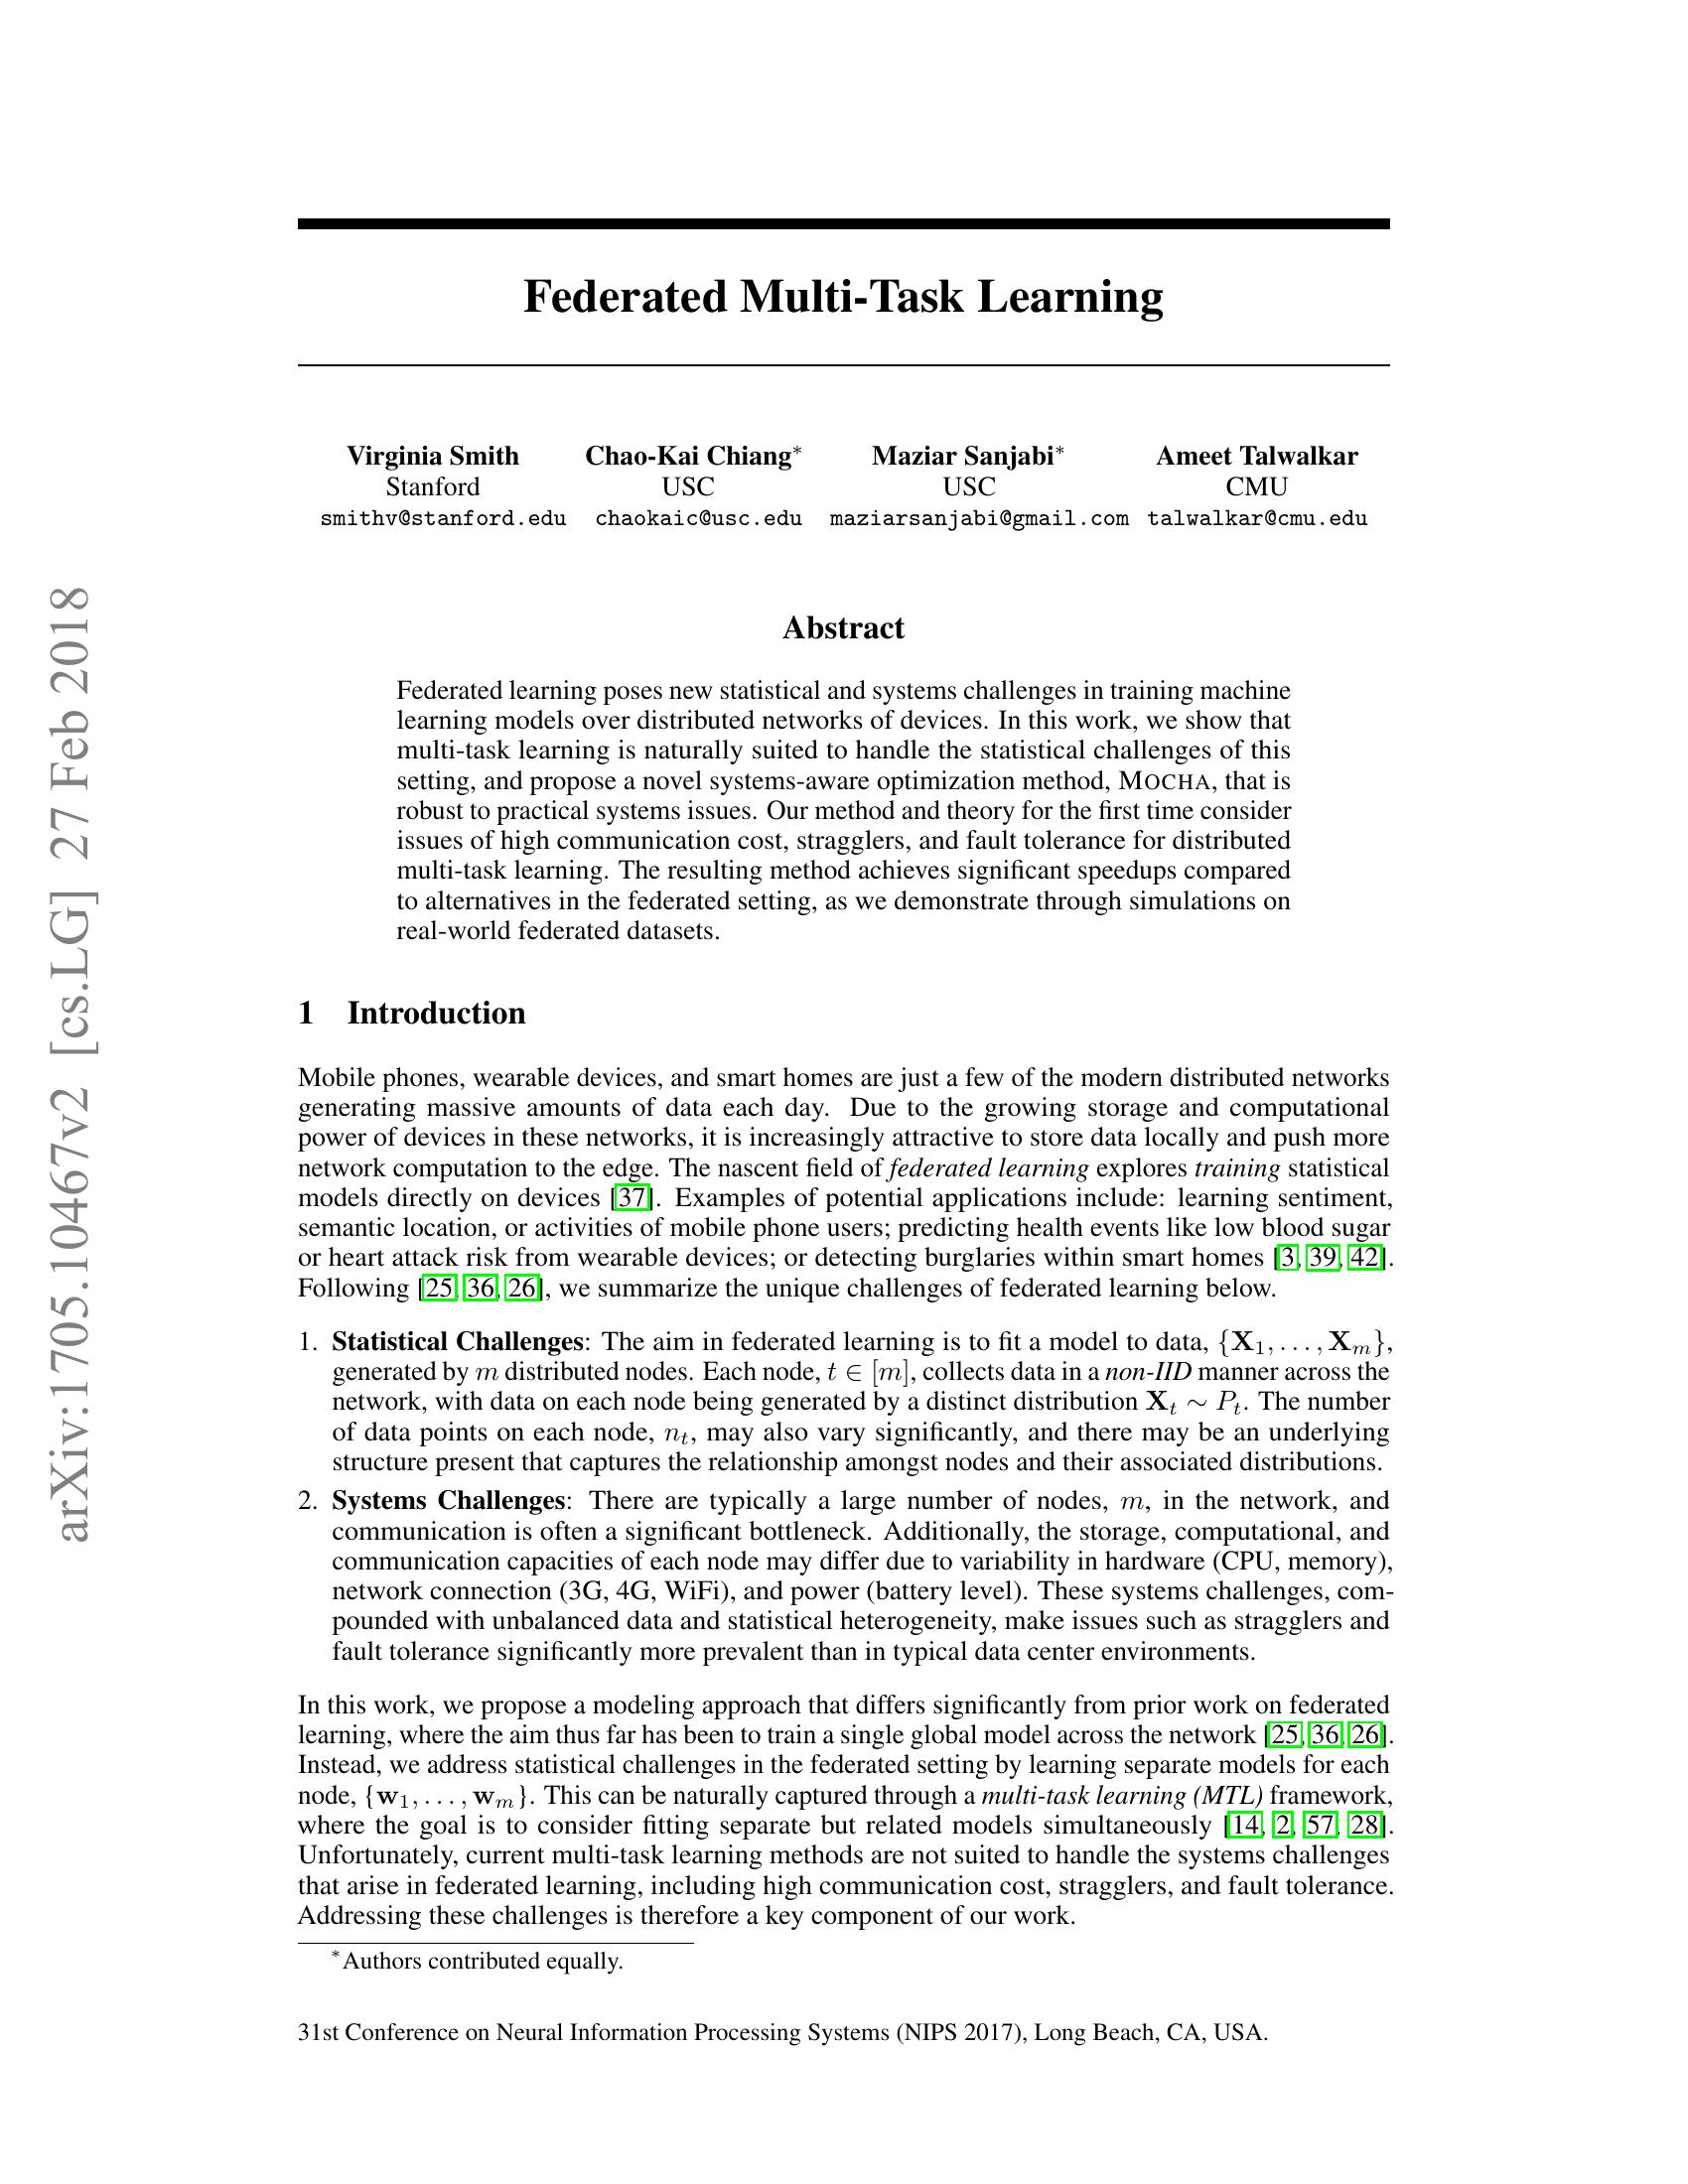 Federated Multi-Task Learning
Virginia Smith
Stanford
smithv@stanford.edu
Chao-Kai Chiang*
USC
chaokaic@usc.edu
Maziar Sanjabi*
USC
maziarsanjabi@gmail.com
Ameet Talwalkar
CMU
talwalkar@cmu.edu
Abstract
Federated learning poses new statistical and systems challenges in training machine
learning models over distributed networks of devices. In this work, we show that
multi-task learning is naturally suited to handle the statistical challenges of this
setting, and propose a novel systems-aware optimization method, MOCHA, that is
robust to practical systems issues. Our method and theory for the first time consider
issues of high communication cost, stragglers, and fault tolerance for distributed
multi-task learning. The resulting method achieves significant speedups compared
to alternatives in the federated setting, as we demonstrate through simulations on
real-world federated datasets.
1 Introduction
Mobile phones, wearable devices, and smart homes are just a few of the modern distributed networks
generating massive amounts of data each day. Due to the growing storage and computational
power of devices in these networks, it is increasingly attractive to store data locally and push more
network computation to the edge. The nascent field of federated learning explores training statistical
models directly on devices [37]. Examples of potential applications include: learning sentiment,
semantic location, or activities of mobile phone users; predicting health events like low blood sugar
or heart attack risk from wearable devices; or detecting burglaries within smart homes [3, 39, 42].
Following [25, 36, 26], we summarize the unique challenges of federated learning below.
1. Statistical Challenges: The aim in federated learning is to fit a model to data, {X₁, . . . , Xₘ},
generated by m distributed nodes. Each node, t ∈ [m], collects data in a non-IID manner across the
network, with data on each node being generated by a distinct distribution Xₜ ∼ Pₜ. The number
of data points on each node, nₜ, may also vary significantly, and there may be an underlying
structure present that captures the relationship amongst nodes and their associated distributions.
2. Systems Challenges: There are typically a large number of nodes, m, in the network, and
communication is often a significant bottleneck. Additionally, the storage, computational, and
communication capacities of each node may differ due to variability in hardware (CPU, memory),
network connection (3G, 4G, WiFi), and power (battery level). These systems challenges, com-
pounded with unbalanced data and statistical heterogeneity, make issues such as stragglers and
fault tolerance significantly more prevalent than in typical data center environments.
In this work, we propose a modeling approach that differs significantly from prior work on federated
learning, where the aim thus far has been to train a single global model across the network [25, 36, 26].
Instead, we address statistical challenges in the federated setting by learning separate models for each
node, {w₁, . . . , wₘ}. This can be naturally captured through a multi-task learning (MTL) framework,
where the goal is to consider fitting separate but related models simultaneously [14, 2, 57, 28].
Unfortunately, current multi-task learning methods are not suited to handle the systems challenges
that arise in federated learning, including high communication cost, stragglers, and fault tolerance.
Addressing these challenges is therefore a key component of our work.
*Authors contributed equally.
31st Conference on Neural Information Processing Systems (NIPS 2017), Long Beach, CA, USA.
arXiv:1705.10467v2 [cs.LG] 27 Feb 2018